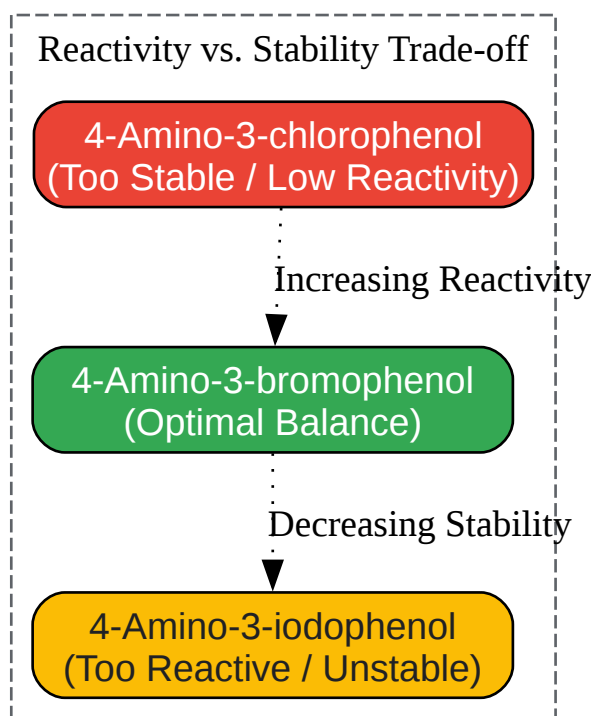 Reactivity vs. Stability Trade-off
4-Amino-3-chlorophenol
(Too Stable / Low Reactivity)
Increasing Reactivity
4-Amino-3-bromophenol
(Optimal Balance)
Decreasing Stability
4-Amino-3-iodophenol
(Too Reactive / Unstable)